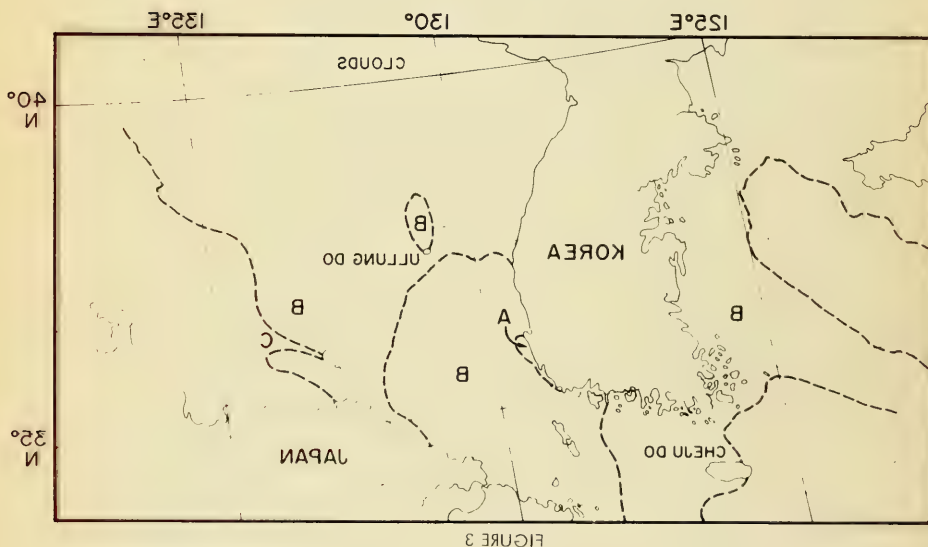 125°E 130° 135°E
CLOUDS
40°
N
B
ULLUNG DO
KOREA
B
B
A
C
B
35°
N
CHEJU DO
JAPAN
FIGURE 3